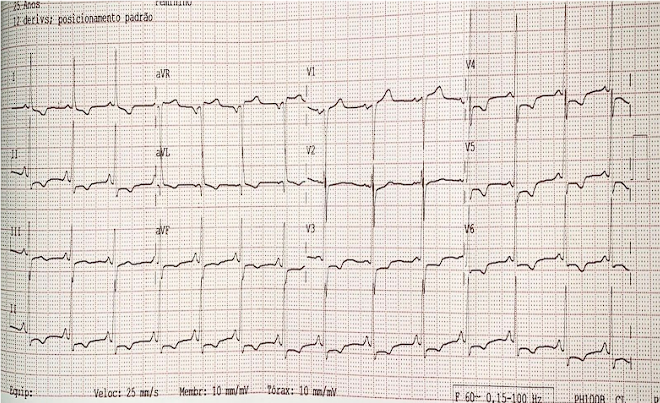 25 Anos
Feminino
12 derivs; posicionamento padrão
I
aVR
V1
V4
II
aVL
V2
V5
III
aVF
V3
V6
II
Equip:
Veloc: 25 mm/s
Membr: 10 mm/mV
Tórax: 10 mm/mV
F 60~ 0,15-100 Hz
PH100B
CL
P